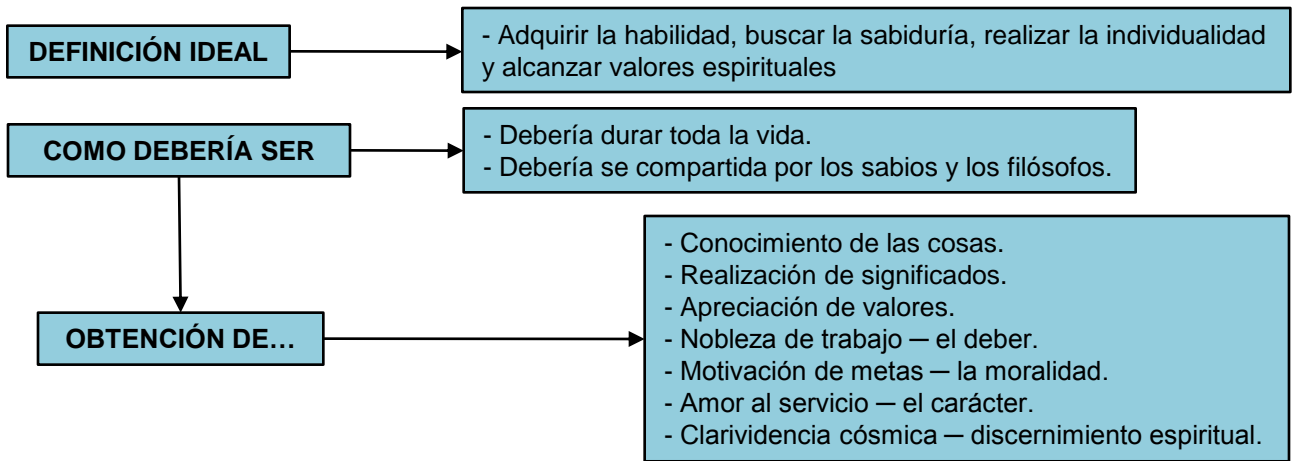 DEFINICIÓN IDEAL
- Adquirir la habilidad, buscar la sabiduría, realizar la individualidad
y alcanzar valores espirituales
COMO DEBERÍA SER
- Debería durar toda la vida.
- Debería se compartida por los sabios y los filósofos.
OBTENCIÓN DE…
- Conocimiento de las cosas.
- Realización de significados.
- Apreciación de valores.
- Nobleza de trabajo — el deber.
- Motivación de metas — la moralidad.
- Amor al servicio — el carácter.
- Clarividencia cósmica — discernimiento espiritual.